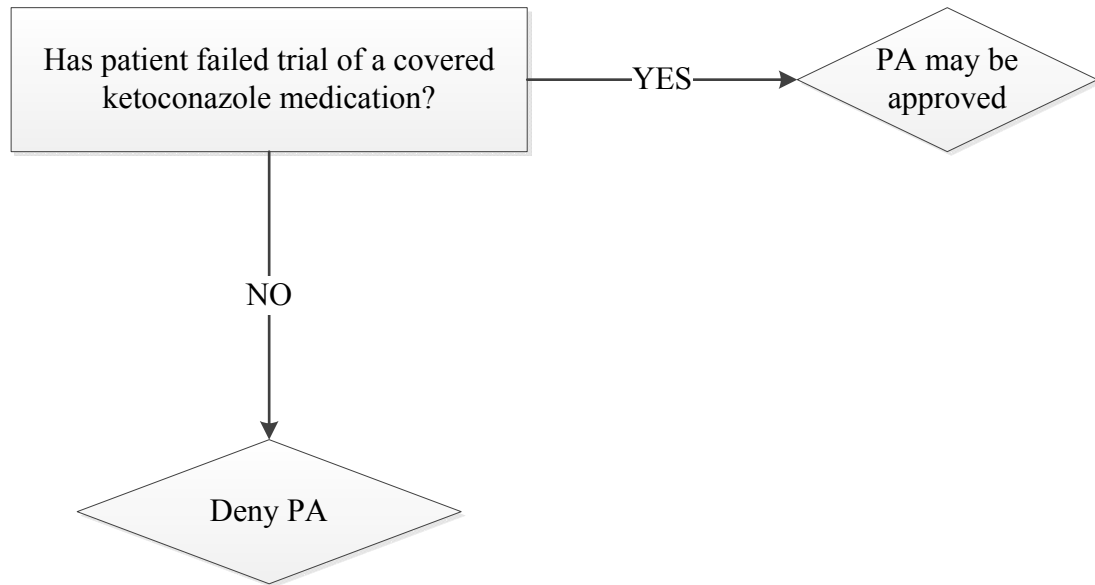 Has patient failed trial of a covered
ketoconazole medication?
YES
PA may be
approved
NO
Deny PA